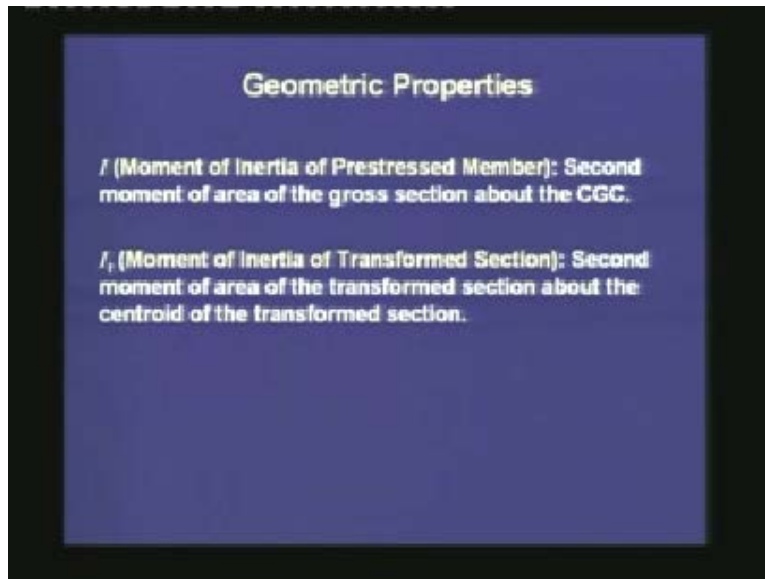 Geometric Properties
I (Moment of Inertia of Prestressed Member): Second
moment of area of the gross section about the CGC.
(Moment of Inertia of Transformed Section): Second
moment of area of the transformed section about the
centroid of the transformed section.